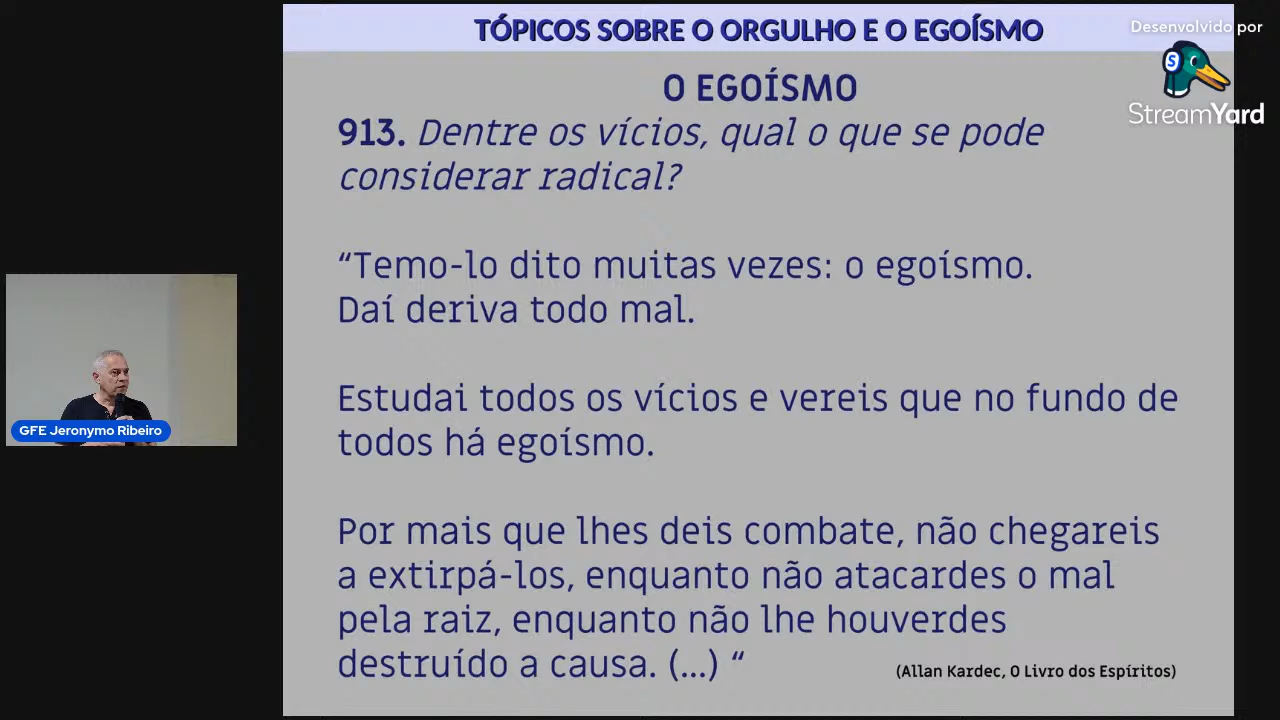 TÓPICOS SOBRE O ORGULHO E O EGOÍSMO
Desenvolvido por
S
StreamYard
O EGOÍSMO
913. Dentre os vícios, qual o que se pode
considerar radical?
“Temo-lo dito muitas vezes: o egoísmo.
Daí deriva todo mal.
Estudai todos os vícios e vereis que no fundo de
todos há egoísmo.
Por mais que lhes deis combate, não chegareis
a extirpá-los, enquanto não atacardes o mal
pela raiz, enquanto não lhe houverdes
destruído a causa. (...) “
(Allan Kardec, O Livro dos Espíritos)
GFE Jeronymo Ribeiro